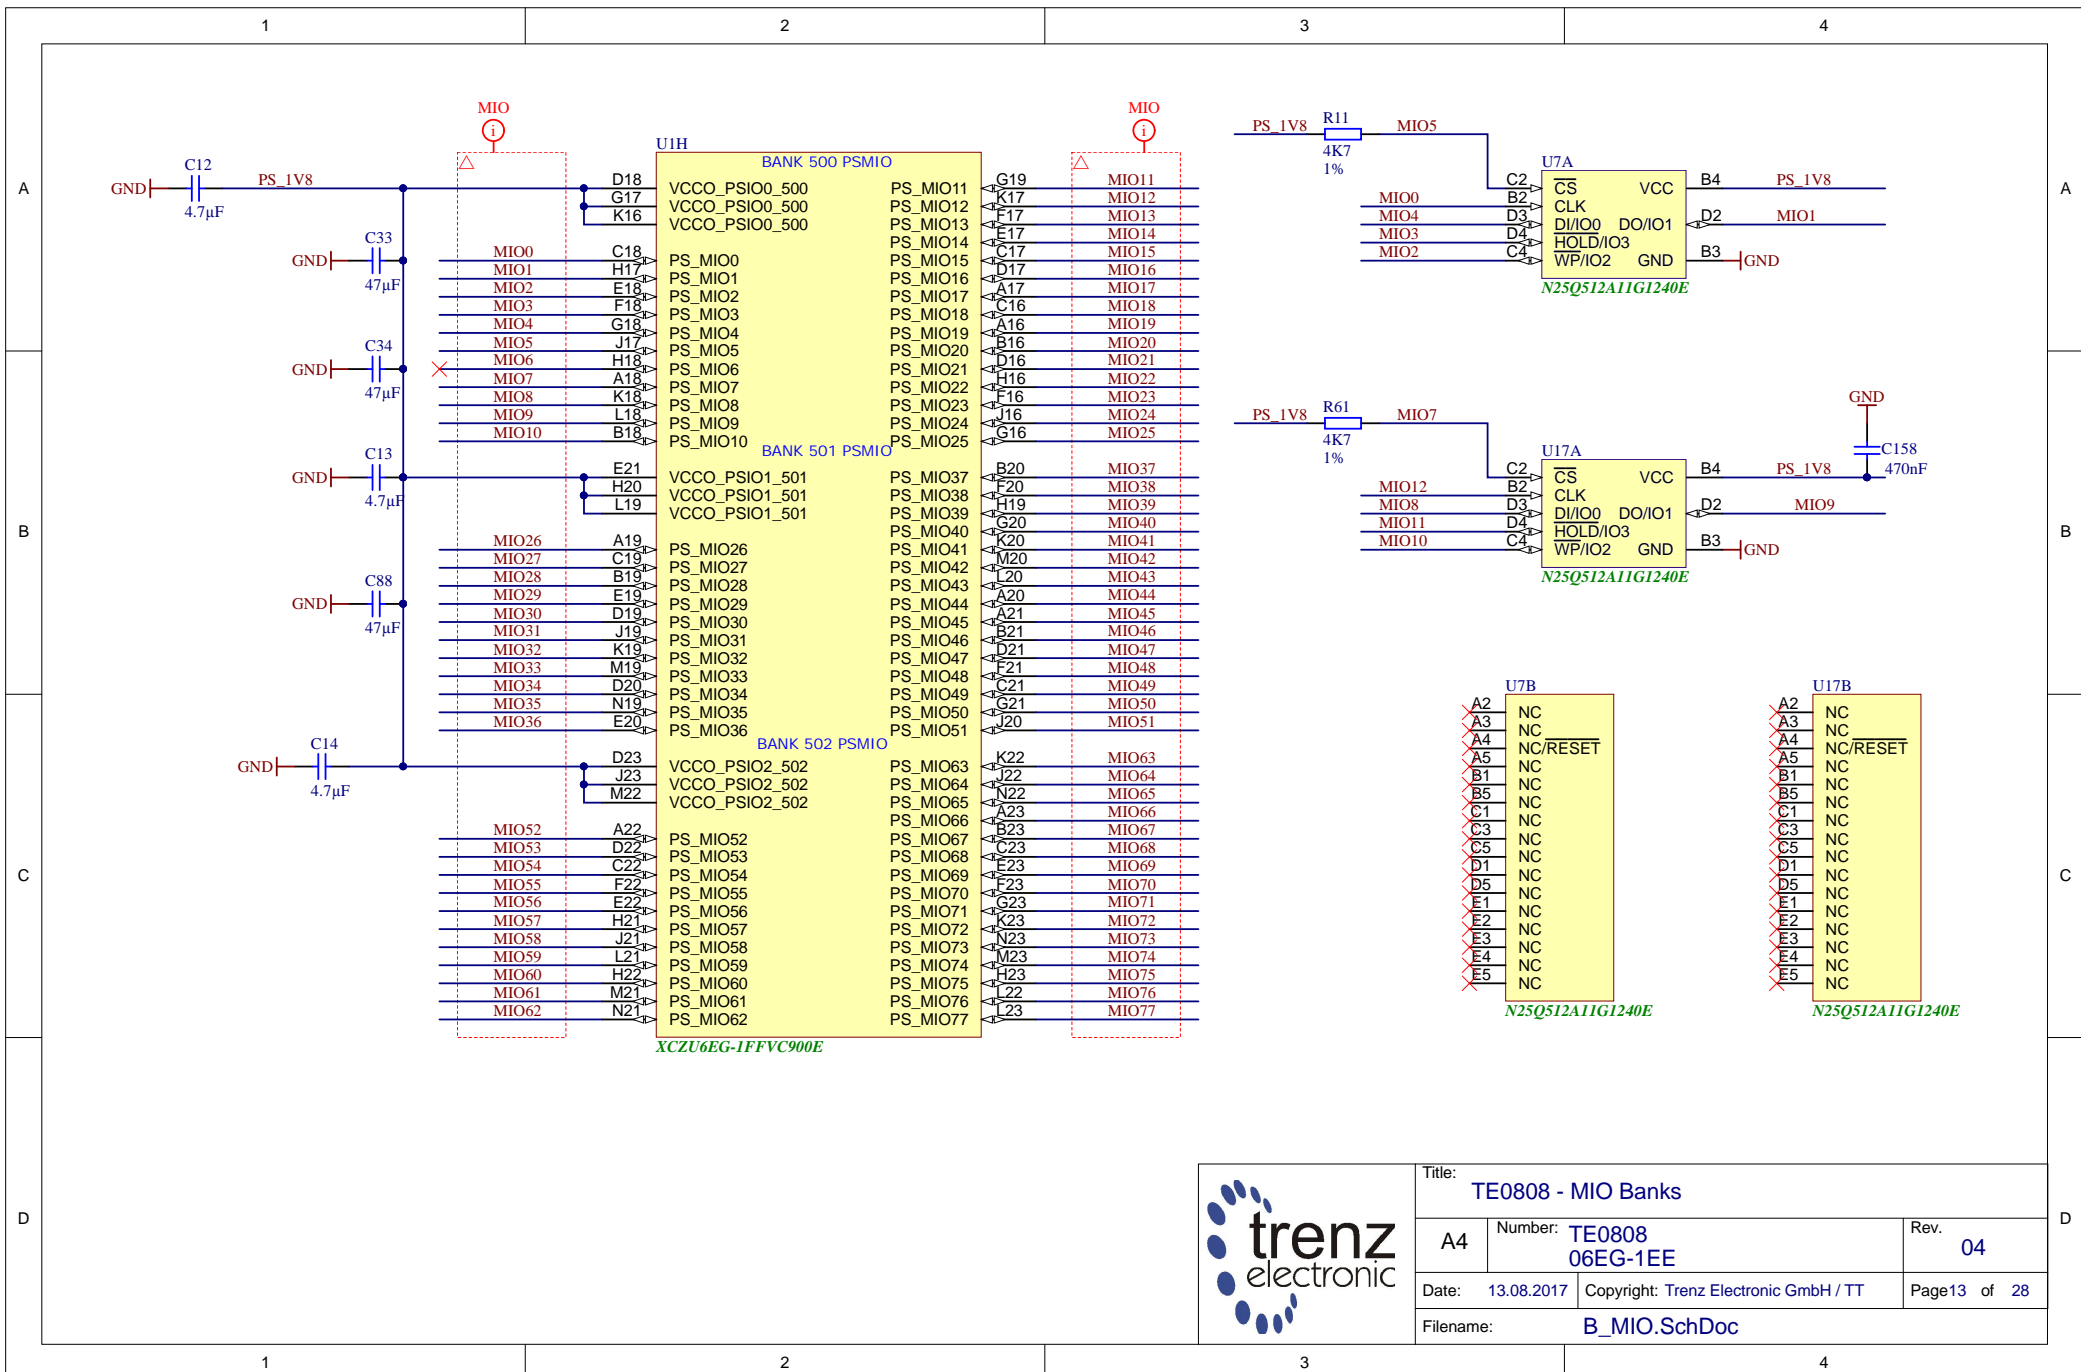 1 2 3 4
A
B
C
D
A
B
C
D
MIO
i
MIO
i
C12
GND PS_1V8
4.7µF
C33
GND
47µF
C34
GND
47µF
C13
GND
4.7µF
C88
GND
47µF
C14
GND
4.7µF
U1H
BANK 500 PSMIO
D18 VCCO_PSIO0_500
G17 VCCO_PSIO0_500
K16 VCCO_PSIO0_500
MIO0 C18 PS_MIO0
MIO1 H17 PS_MIO1
MIO2 E18 PS_MIO2
MIO3 F18 PS_MIO3
MIO4 G18 PS_MIO4
MIO5 J17 PS_MIO5
MIO6 H18 PS_MIO6
MIO7 A18 PS_MIO7
MIO8 K18 PS_MIO8
MIO9 L18 PS_MIO9
MIO10 B18 PS_MIO10
PS_MIO11 G19 MIO11
PS_MIO12 K17 MIO12
PS_MIO13 F17 MIO13
PS_MIO14 E17 MIO14
PS_MIO15 C17 MIO15
PS_MIO16 D17 MIO16
PS_MIO17 A17 MIO17
PS_MIO18 C16 MIO18
PS_MIO19 A16 MIO19
PS_MIO20 B16 MIO20
PS_MIO21 D16 MIO21
PS_MIO22 H16 MIO22
PS_MIO23 F16 MIO23
PS_MIO24 J16 MIO24
PS_MIO25 G16 MIO25
BANK 501 PSMIO
E21 VCCO_PSIO1_501
H20 VCCO_PSIO1_501
L19 VCCO_PSIO1_501
MIO26 A19 PS_MIO26
MIO27 C19 PS_MIO27
MIO28 B19 PS_MIO28
MIO29 E19 PS_MIO29
MIO30 D19 PS_MIO30
MIO31 J19 PS_MIO31
MIO32 K19 PS_MIO32
MIO33 M19 PS_MIO33
MIO34 D20 PS_MIO34
MIO35 N19 PS_MIO35
MIO36 E20 PS_MIO36
PS_MIO37 B20 MIO37
PS_MIO38 F20 MIO38
PS_MIO39 H19 MIO39
PS_MIO40 G20 MIO40
PS_MIO41 K20 MIO41
PS_MIO42 M20 MIO42
PS_MIO43 L20 MIO43
PS_MIO44 A20 MIO44
PS_MIO45 A21 MIO45
PS_MIO46 B21 MIO46
PS_MIO47 D21 MIO47
PS_MIO48 F21 MIO48
PS_MIO49 C21 MIO49
PS_MIO50 G21 MIO50
PS_MIO51 J20 MIO51
BANK 502 PSMIO
D23 VCCO_PSIO2_502
J23 VCCO_PSIO2_502
M22 VCCO_PSIO2_502
MIO52 A22 PS_MIO52
MIO53 D22 PS_MIO53
MIO54 C22 PS_MIO54
MIO55 F22 PS_MIO55
MIO56 E22 PS_MIO56
MIO57 H21 PS_MIO57
MIO58 J21 PS_MIO58
MIO59 L21 PS_MIO59
MIO60 H22 PS_MIO60
MIO61 M21 PS_MIO61
MIO62 N21 PS_MIO62
PS_MIO63 K22 MIO63
PS_MIO64 J22 MIO64
PS_MIO65 N22 MIO65
PS_MIO66 A23 MIO66
PS_MIO67 B23 MIO67
PS_MIO68 C23 MIO68
PS_MIO69 E23 MIO69
PS_MIO70 F23 MIO70
PS_MIO71 G23 MIO71
PS_MIO72 K23 MIO72
PS_MIO73 N23 MIO73
PS_MIO74 M23 MIO74
PS_MIO75 H23 MIO75
PS_MIO76 L22 MIO76
PS_MIO77 L23 MIO77
XCZU6EG-1FFVC900E
PS_1V8 R11 MIO5
4K7
1%
U7A
C2 CS VCC B4 PS_1V8
MIO0 B2 CLK
MIO4 D3 DI/IO0 DO/IO1 D2 MIO1
MIO3 D4 HOLD/IO3
MIO2 C4 WP/IO2 GND B3 GND
N25Q512A11G1240E
PS_1V8 R61 MIO7
4K7
1%
GND
C158
470nF
U17A
C2 CS VCC B4 PS_1V8
MIO12 B2 CLK
MIO8 D3 DI/IO0 DO/IO1 D2 MIO9
MIO11 D4 HOLD/IO3
MIO10 C4 WP/IO2 GND B3 GND
N25Q512A11G1240E
U7B
A2 NC
A3 NC
A4 NC/RESET
A5 NC
B1 NC
B5 NC
C1 NC
C3 NC
C5 NC
D1 NC
D5 NC
E1 NC
E2 NC
E3 NC
E4 NC
E5 NC
N25Q512A11G1240E
U17B
A2 NC
A3 NC
A4 NC/RESET
A5 NC
B1 NC
B5 NC
C1 NC
C3 NC
C5 NC
D1 NC
D5 NC
E1 NC
E2 NC
E3 NC
E4 NC
E5 NC
N25Q512A11G1240E
trenz
electronic
Title:
TE0808 - MIO Banks
A4 Number: TE0808
06EG-1EE
Rev.
04
Date: 13.08.2017 Copyright: Trenz Electronic GmbH / TT Page13 of 28
Filename: B_MIO.SchDoc
1 2 3 4